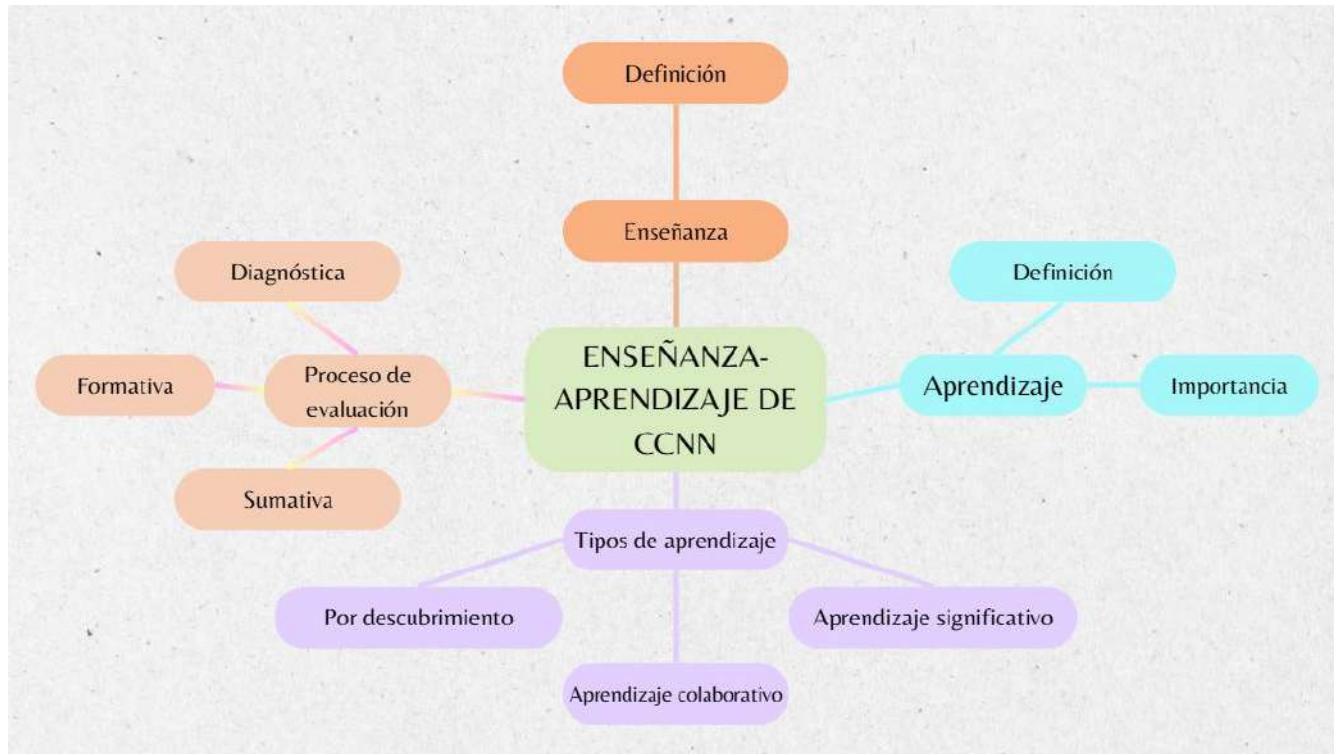 Definición
Enseñanza
Diagnóstica
Formativa
Proceso de
evaluación
Sumativa
ENSEÑANZA-
APRENDIZAJE DE
CCNN
Definición
Aprendizaje
Importancia
Tipos de aprendizaje
Por descubrimiento
Aprendizaje colaborativo
Aprendizaje significativo